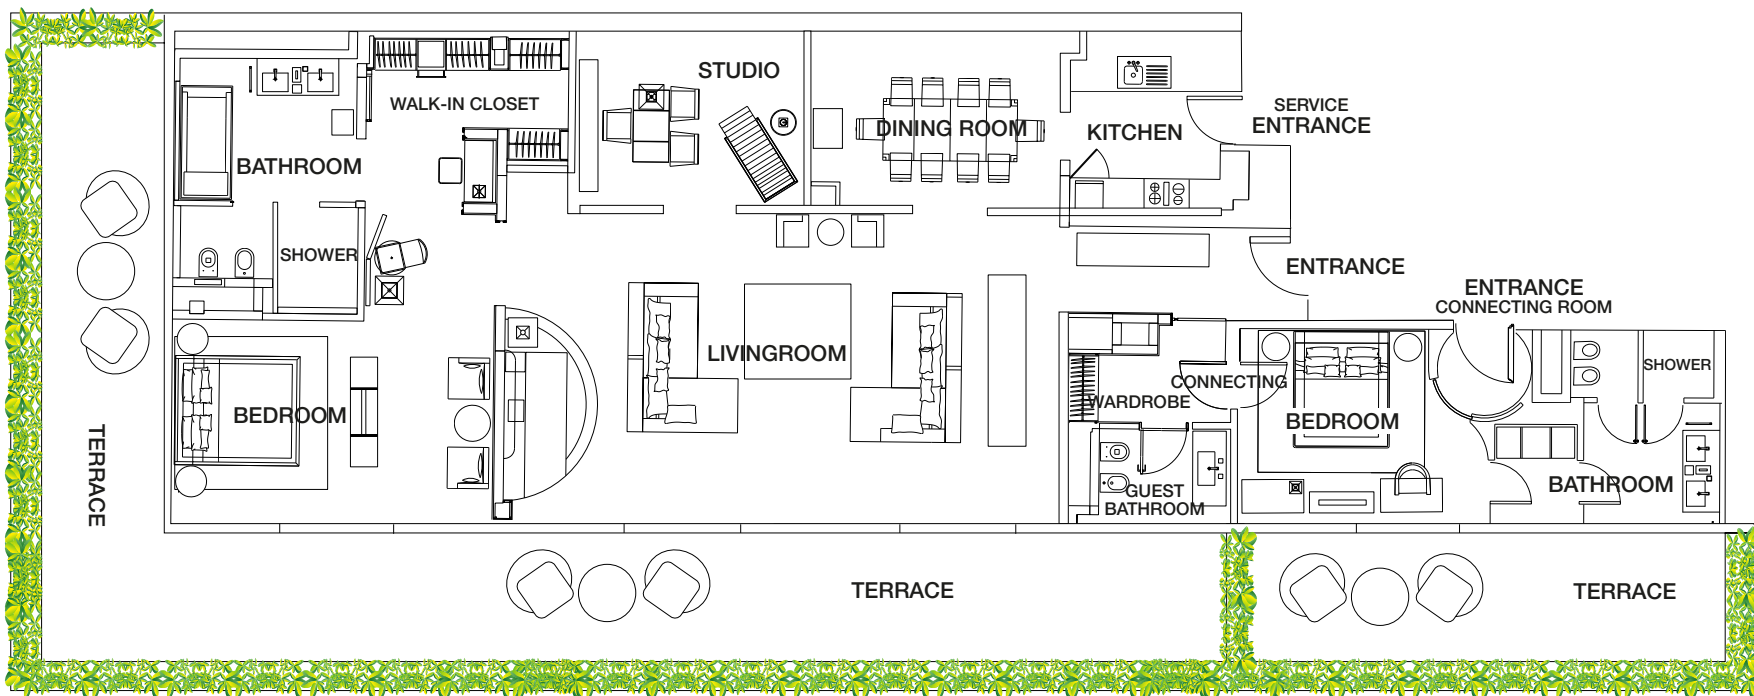 STUDIO
WALK-IN CLOSET
SERVICE
ENTRANCE
DINING ROOM
KITCHEN
BATHROOM
SHOWER
ENTRANCE
ENTRANCE
CONNECTING ROOM
LIVINGROOM
SHOWER
CONNECTING
WARDROBE
BEDROOM
BEDROOM
TERRACE
BATHROOM
GUEST
BATHROOM
TERRACE
TERRACE